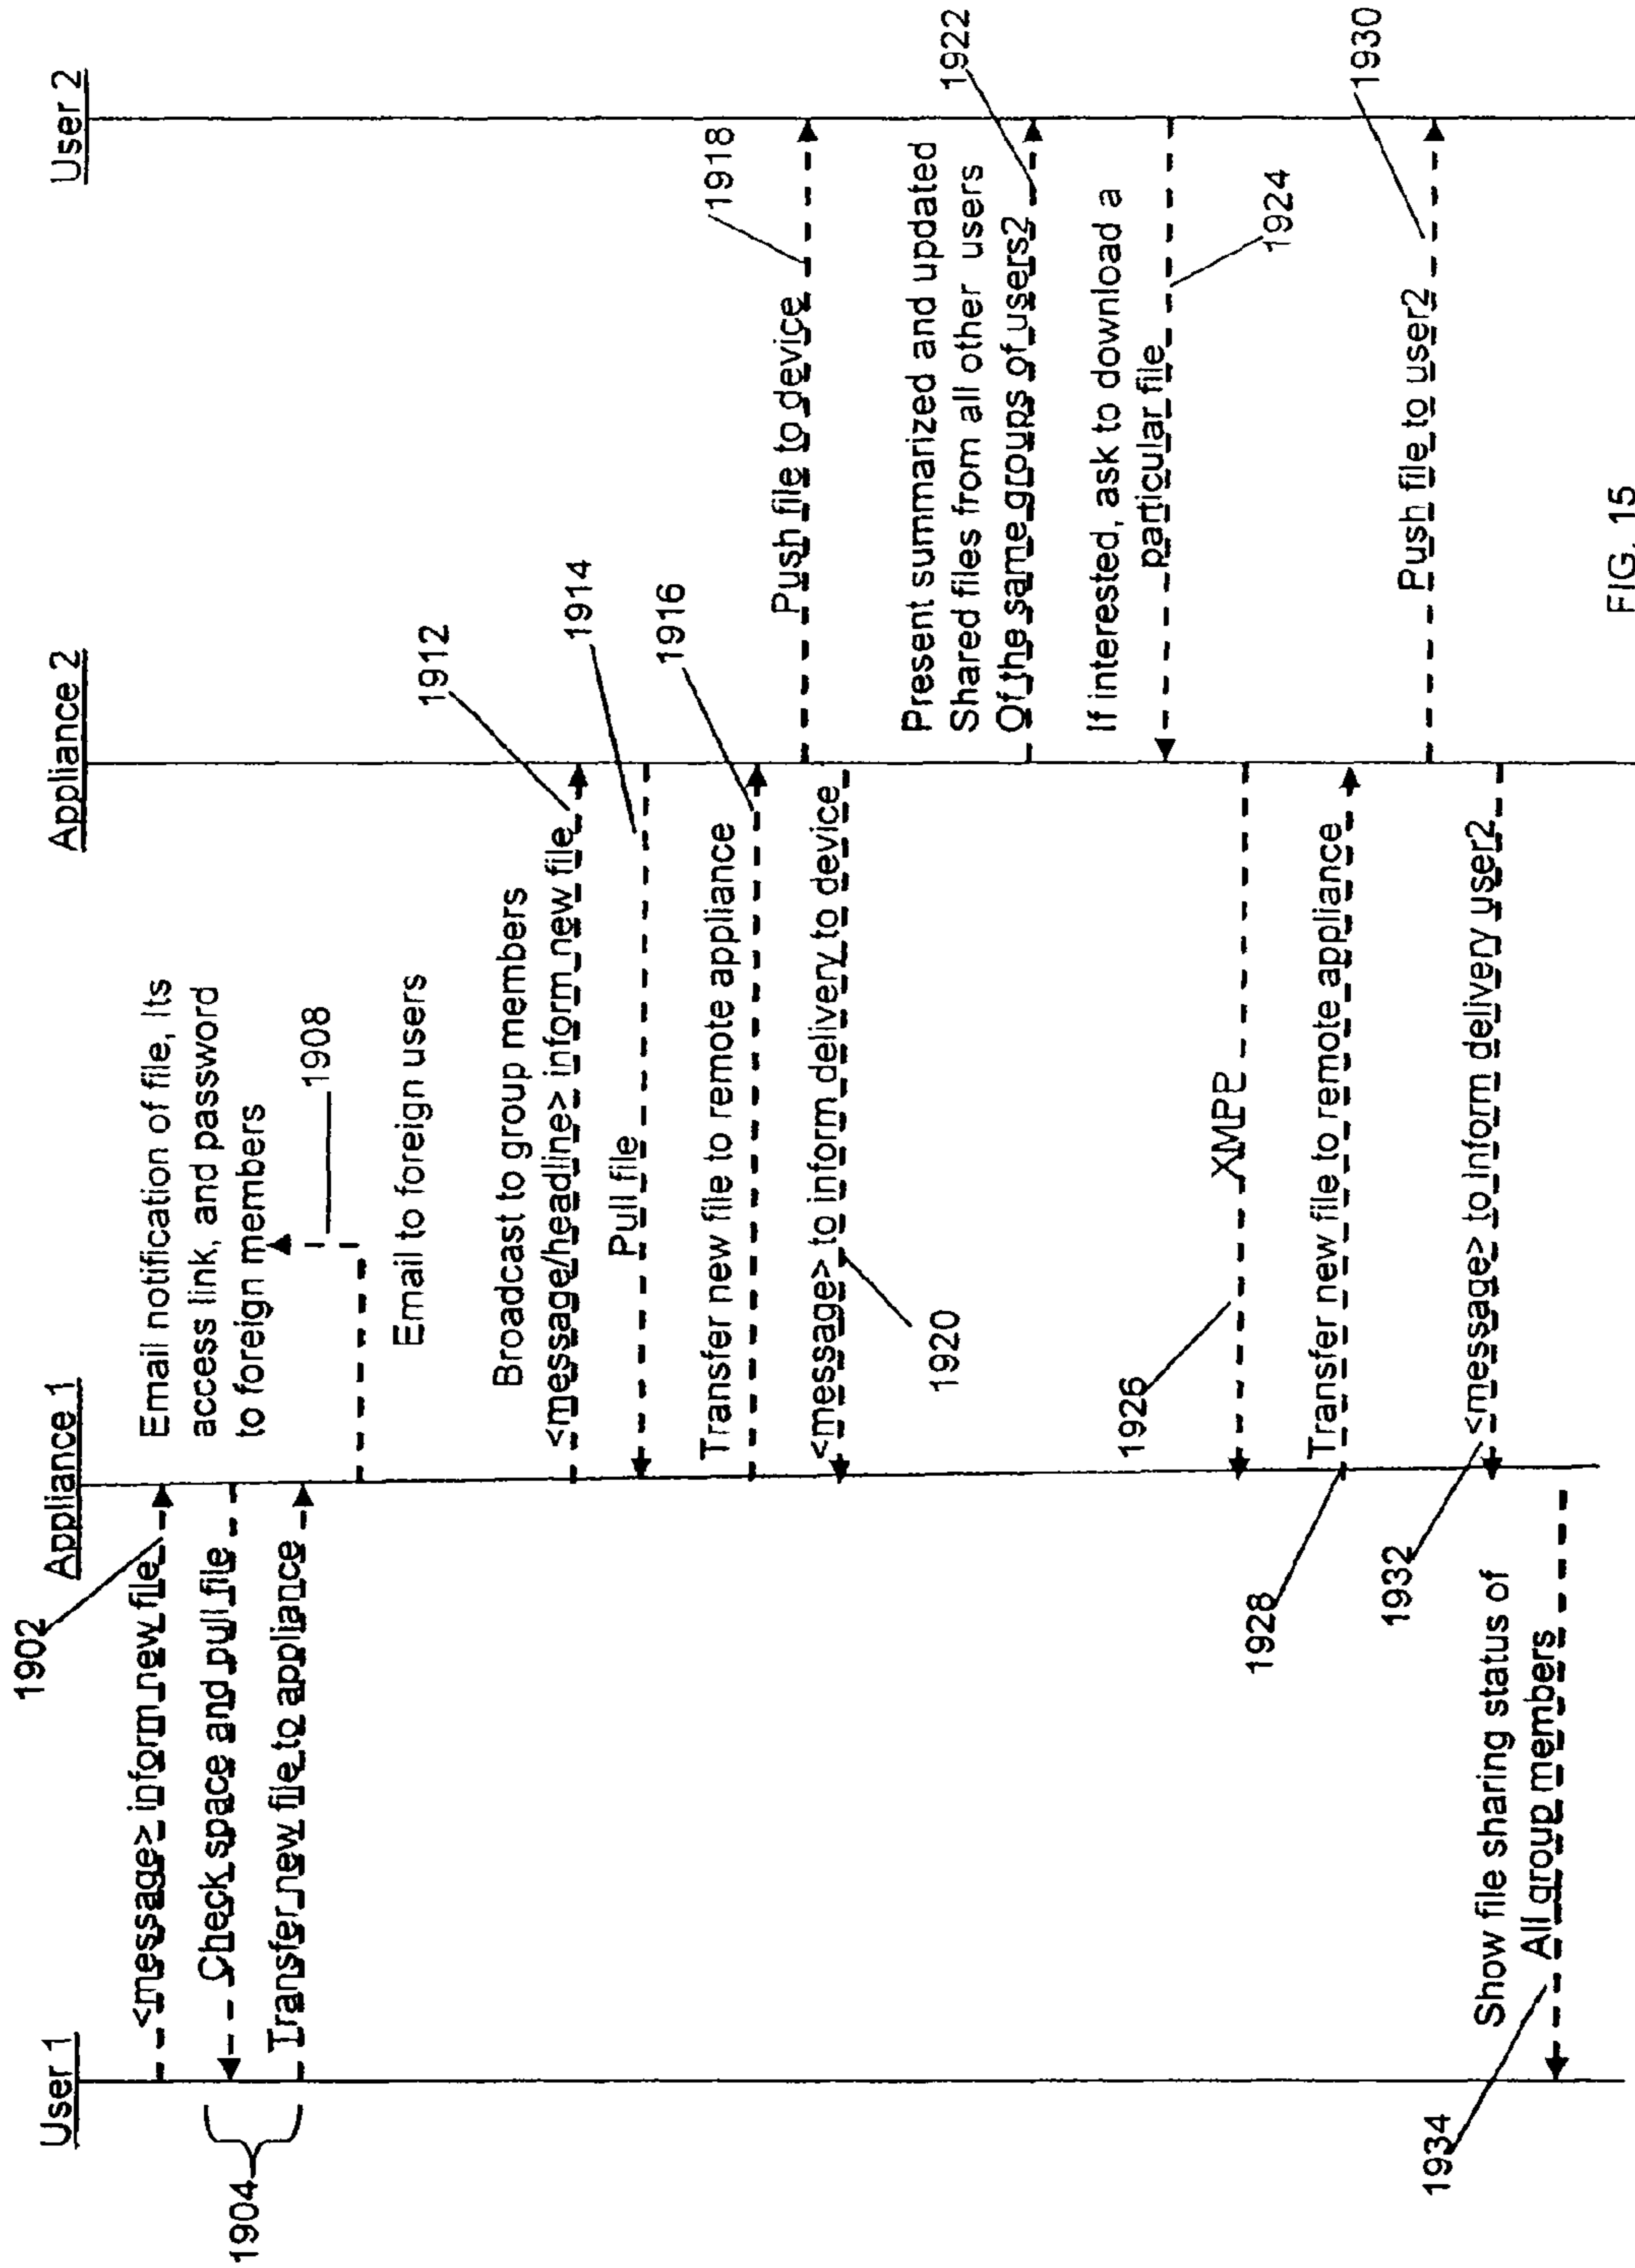 User 1
Appliance 1
Appliance 2
User 2
1902
<message> inform new file
Check space and pull file
1904
Transfer new file to appliance
Email notification of file, Its
access link, and password
to foreign members
1908
Email to foreign users
Broadcast to group members
<message/headline> inform new file
1912
Pull file
1914
Transfer new file to remote appliance
1916
Push file to device
1918
<message> to inform delivery to device
1920
Present summarized and updated
Shared files from all other users
Of the same groups of users2
1922
If interested, ask to download a
particular file
1924
XMPP
1926
Transfer new file to remote appliance
1928
Push file to user2
1930
<message> to Inform delivery user2
1932
Show file sharing status of
All group members
1934
FIG. 15